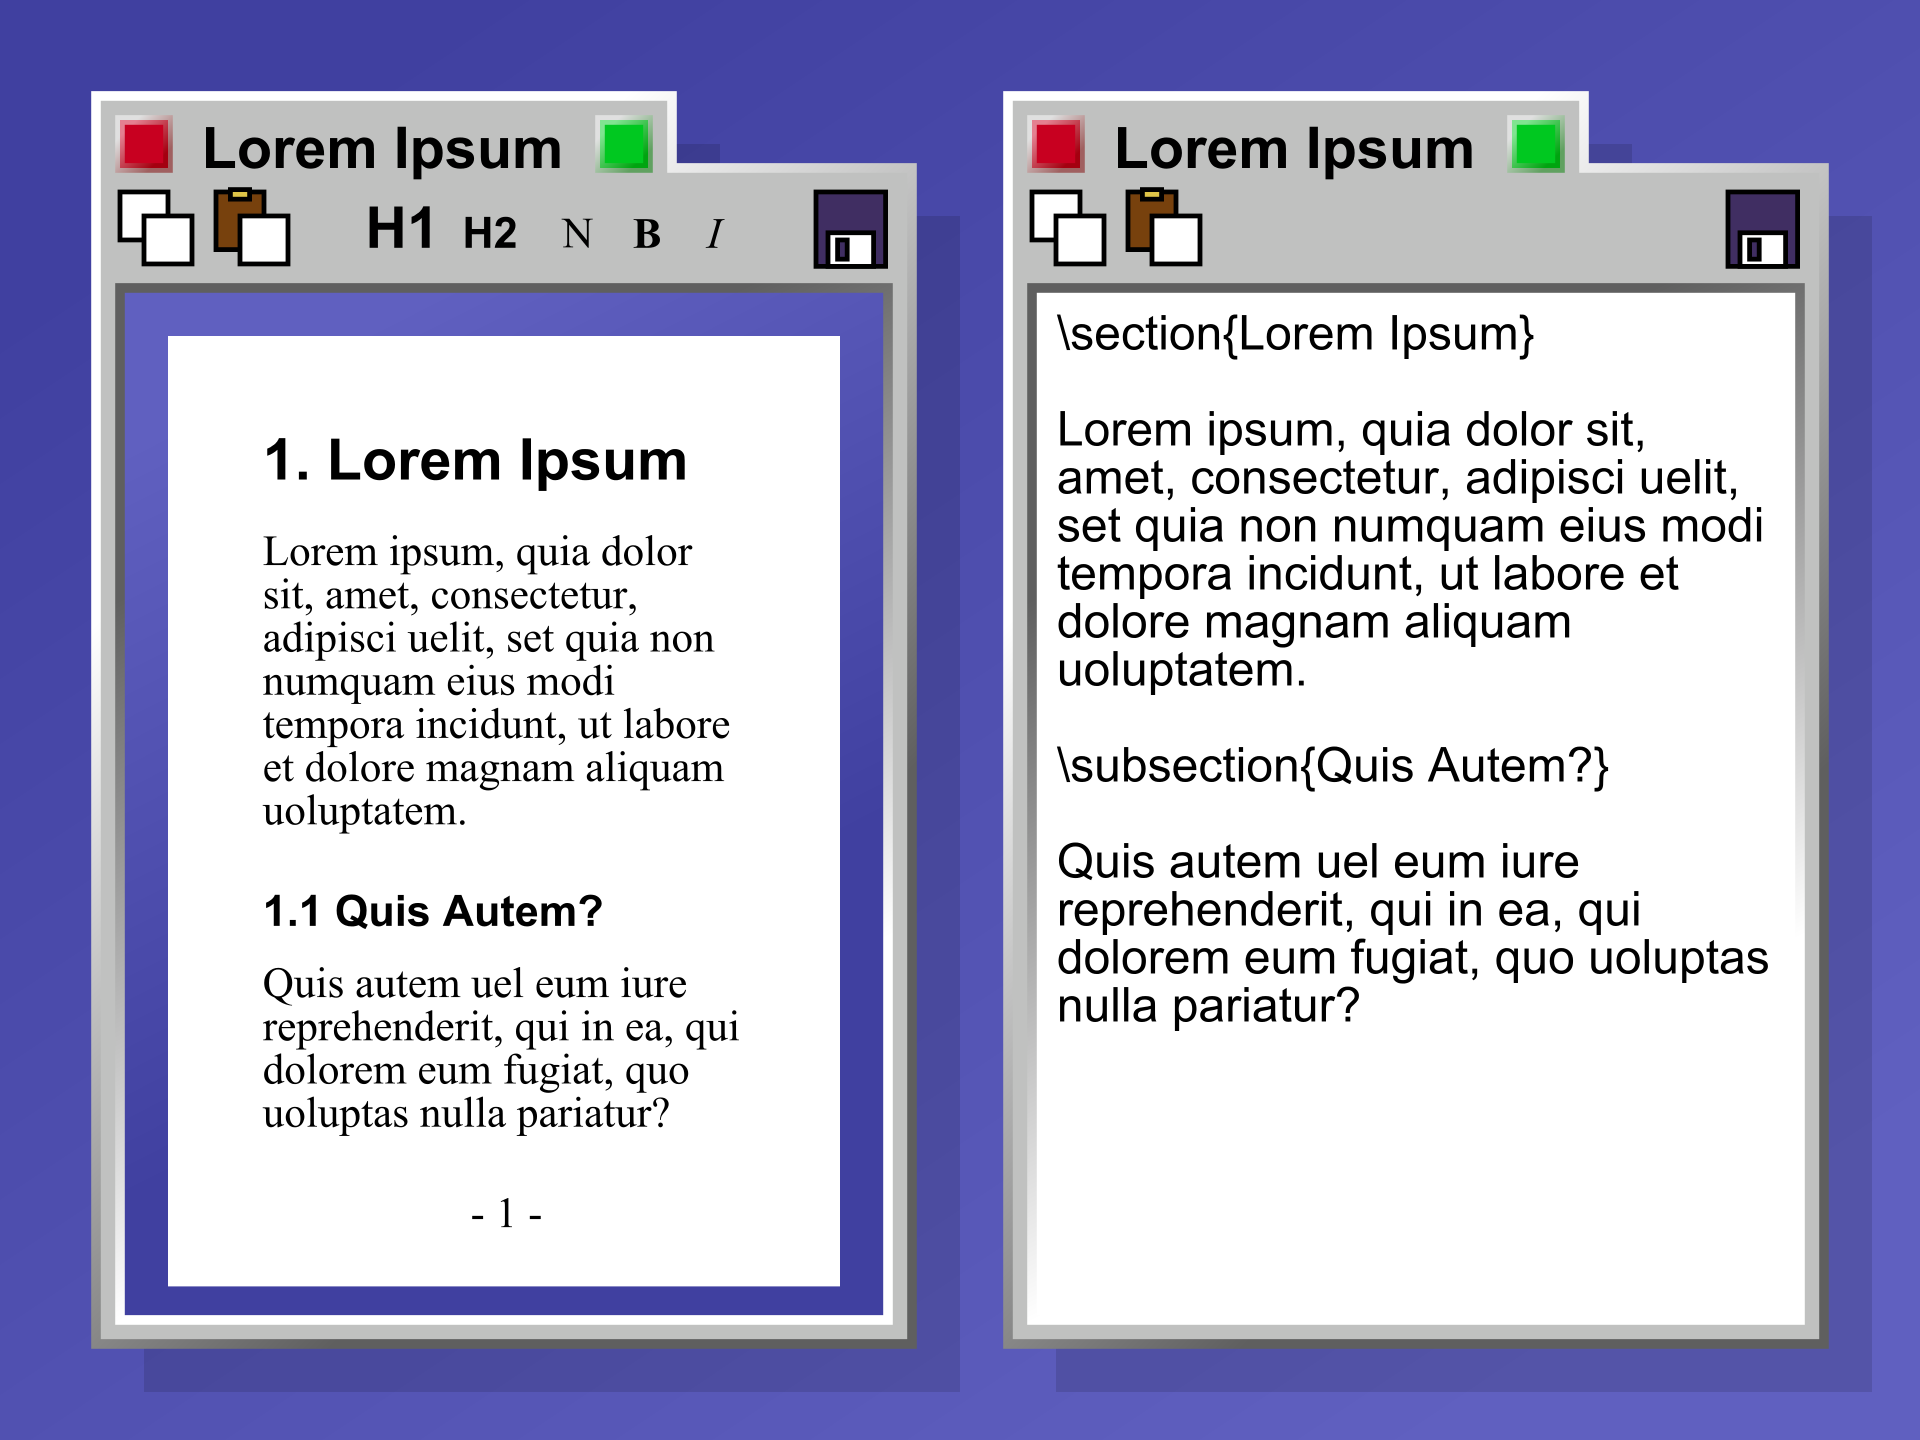 Lorem Ipsum
H1 H2 N B I
1. Lorem Ipsum
Lorem ipsum, quia dolor
sit, amet, consectetur,
adipisci uelit, set quia non
numquam eius modi
tempora incidunt, ut labore
et dolore magnam aliquam
uoluptatem.
1.1 Quis Autem?
Quis autem uel eum iure
reprehenderit, qui in ea, qui
dolorem eum fugiat, quo
uoluptas nulla pariatur?
- 1 -
Lorem Ipsum
\section{Lorem Ipsum}
Lorem ipsum, quia dolor sit,
amet, consectetur, adipisci uelit,
set quia non numquam eius modi
tempora incidunt, ut labore et
dolore magnam aliquam
uoluptatem.
\subsection{Quis Autem?}
Quis autem uel eum iure
reprehenderit, qui in ea, qui
dolorem eum fugiat, quo uoluptas
nulla pariatur?